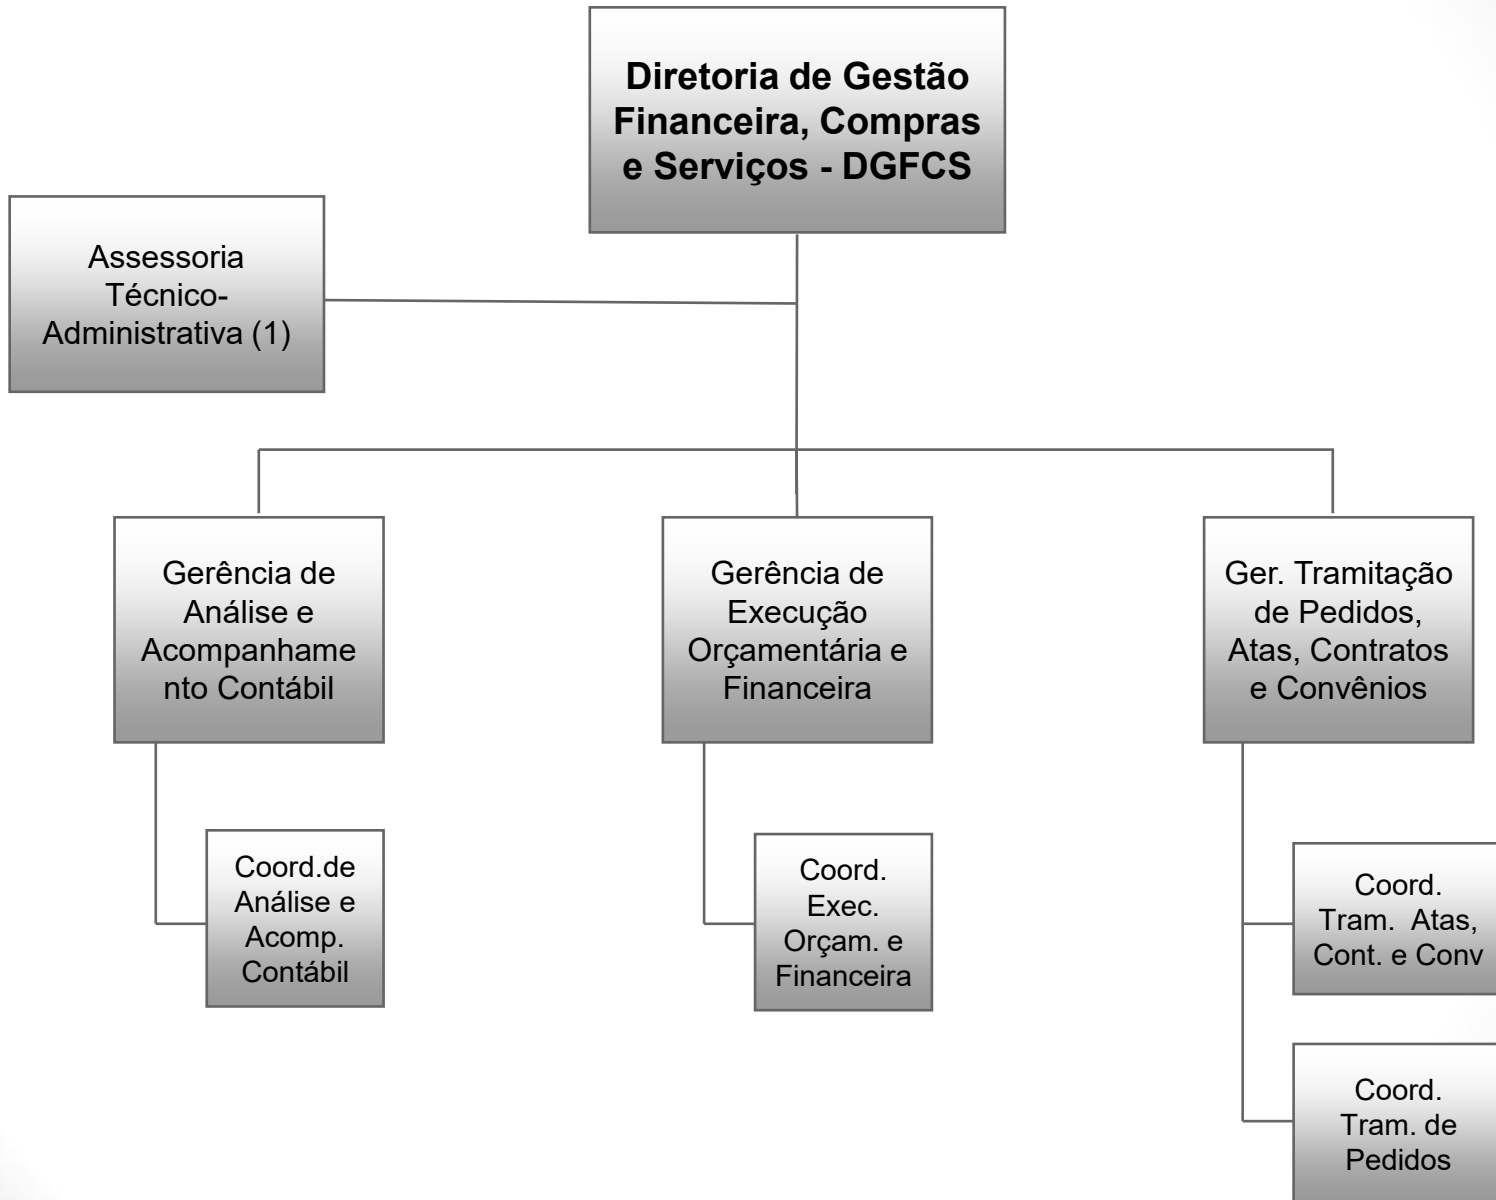 Diretoria de Gestão
Financeira, Compras
e Serviços - DGFCS
Assessoria
Técnico-
Administrativa (1)
Gerência de
Análise e
Acompanhame
nto Contábil
Gerência de
Execução
Orçamentária e
Financeira
Ger. Tramitação
de Pedidos,
Atas, Contratos
e Convênios
Coord.de
Análise e
Acomp.
Contábil
Coord.
Exec.
Orçam. e
Financeira
Coord.
Tram. Atas,
Cont. e Conv
Coord.
Tram. de
Pedidos